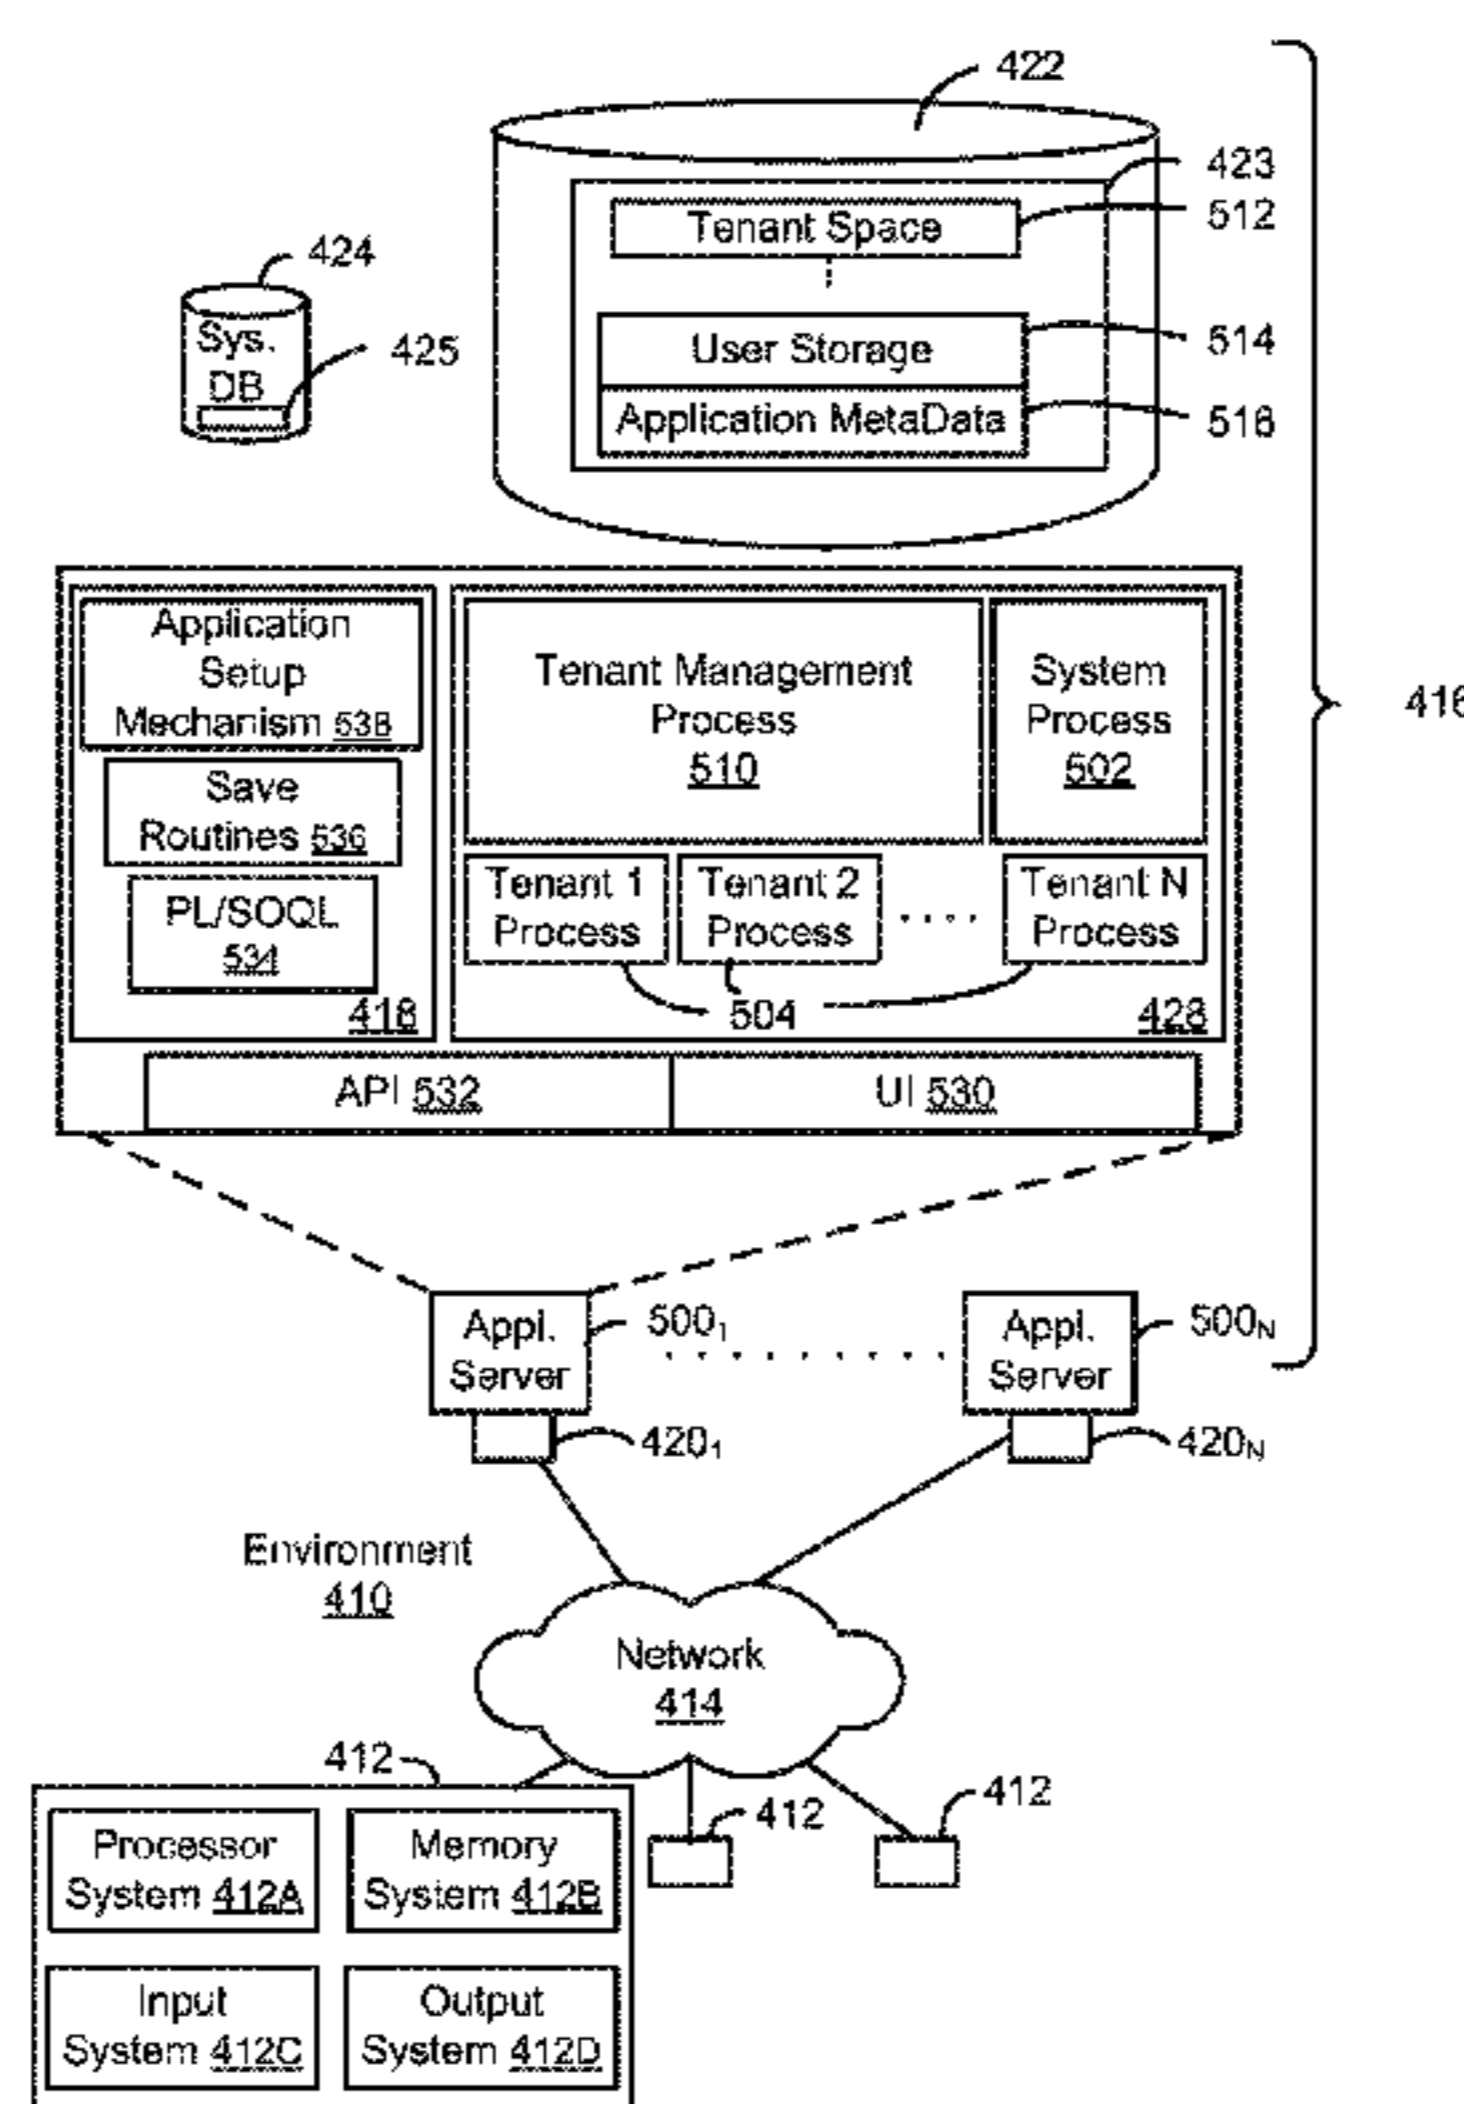 422
423
Tenant Space
512
424
Sys.
DB
425
User Storage
514
Application MetaData
516
Application
Setup
Mechanism 538
Save
Routines 536
PL/SOQL
534
418
Tenant Management
Process
510
System
Process
502
416
Tenant 1
Process
Tenant 2
Process
Tenant N
Process
504
428
API 532
UI 530
Appl.
Server
500₁
Appl.
Server
500N
420₁
420N
Environment
410
Network
414
412
412
412
Processor
System 412A
Memory
System 412B
Input
System 412C
Output
System 412D